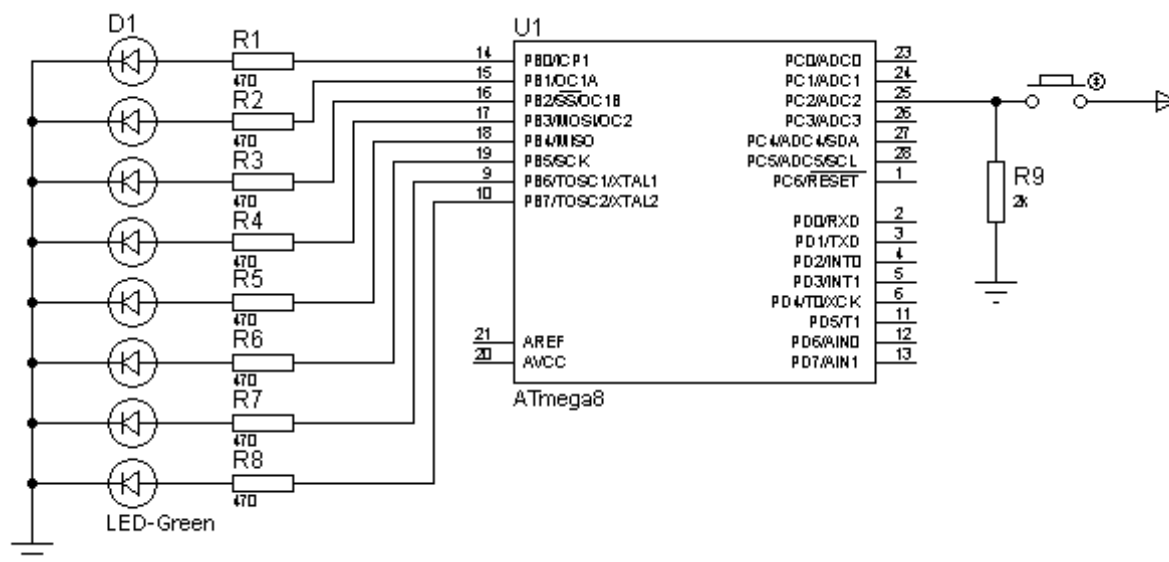 D1
R1
470
R2
470
R3
470
R4
470
R5
470
R6
470
R7
470
R8
470
LED-Green
U1
14 PB0/ICP1
15 PB1/OC1A
16 PB2/SS/OC1B
17 PB3/MOSI/OC2
18 PB4/MISO
19 PB5/SCK
9 PB6/TOSC1/XTAL1
10 PB7/TOSC2/XTAL2
21 AREF
20 AVCC
PC0/ADC0 23
PC1/ADC1 24
PC2/ADC2 25
PC3/ADC3 26
PC4/ADC4/SDA 27
PC5/ADC5/SCL 28
PC6/RESET 1
PD0/RXD 2
PD1/TXD 3
PD2/INT0 4
PD3/INT1 5
PD4/T0/XCK 6
PD5/T1 11
PD6/AIN0 12
PD7/AIN1 13
ATmega8
R9
2k